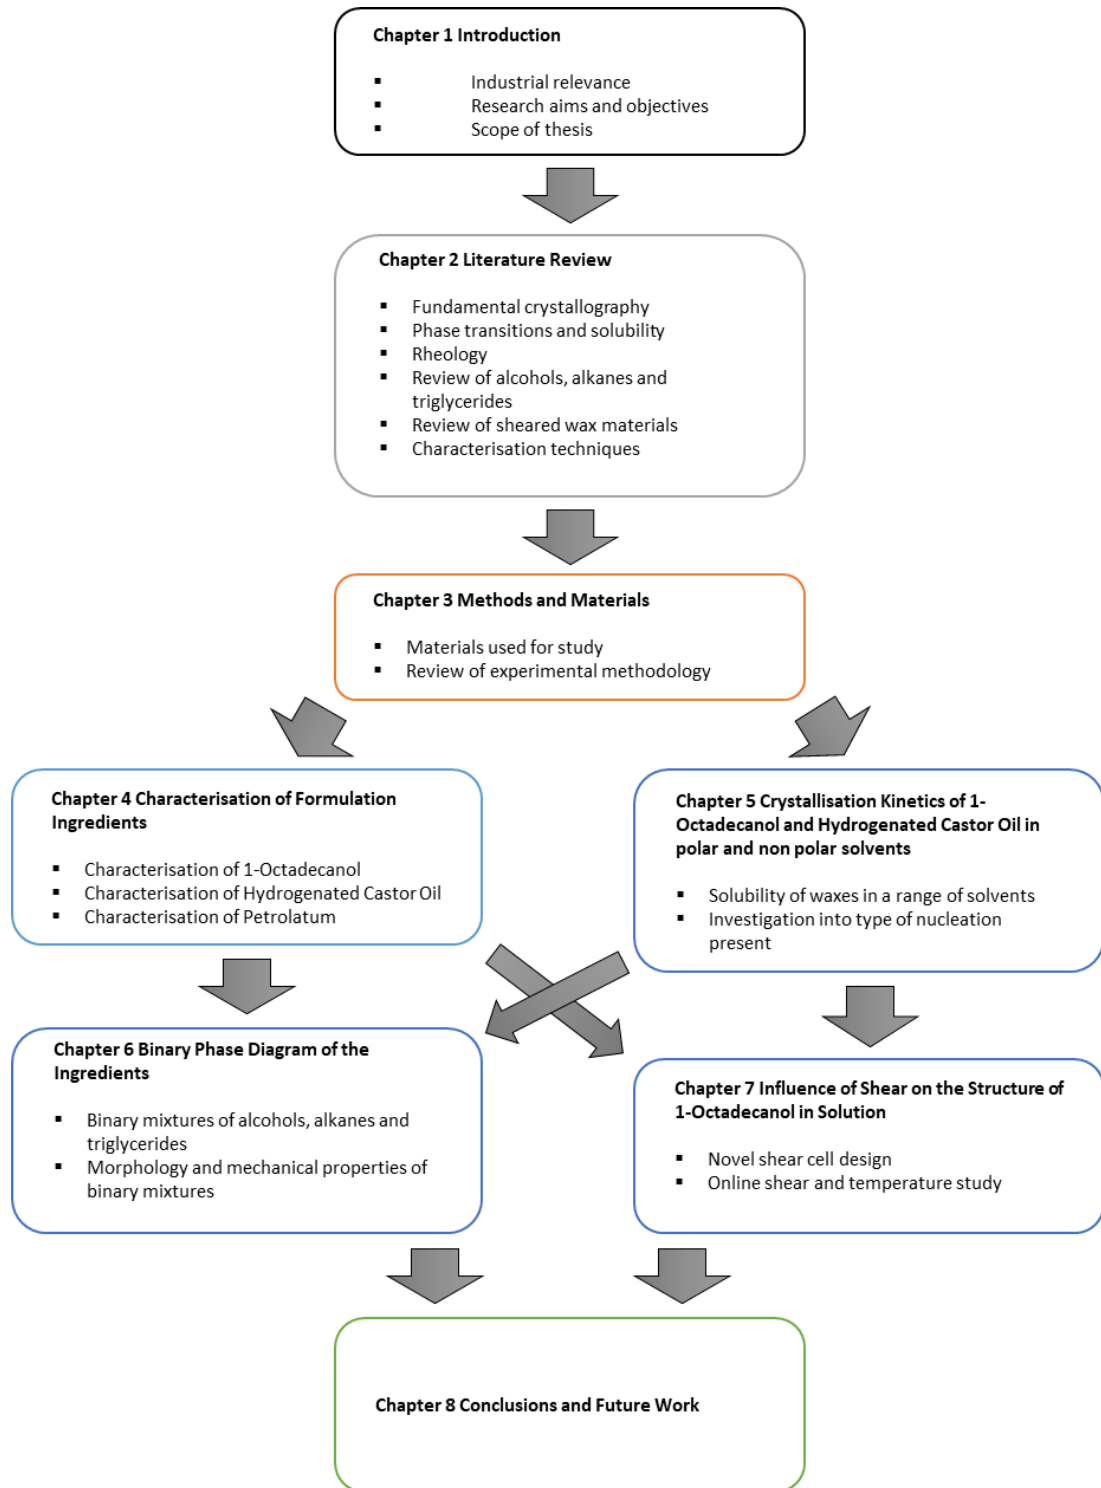 Chapter 1 Introduction
▪ Industrial relevance
▪ Research aims and objectives
▪ Scope of thesis
Chapter 2 Literature Review
▪ Fundamental crystallography
▪ Phase transitions and solubility
▪ Rheology
▪ Review of alcohols, alkanes and
triglycerides
▪ Review of sheared wax materials
▪ Characterisation techniques
Chapter 3 Methods and Materials
▪ Materials used for study
▪ Review of experimental methodology
Chapter 4 Characterisation of Formulation
Ingredients
▪ Characterisation of 1-Octadecanol
▪ Characterisation of Hydrogenated Castor Oil
▪ Characterisation of Petrolatum
Chapter 5 Crystallisation Kinetics of 1-
Octadecanol and Hydrogenated Castor Oil in
polar and non polar solvents
▪ Solubility of waxes in a range of solvents
▪ Investigation into type of nucleation
present
Chapter 6 Binary Phase Diagram of the
Ingredients
▪ Binary mixtures of alcohols, alkanes and
triglycerides
▪ Morphology and mechanical properties of
binary mixtures
Chapter 7 Influence of Shear on the Structure of
1-Octadecanol in Solution
▪ Novel shear cell design
▪ Online shear and temperature study
Chapter 8 Conclusions and Future Work